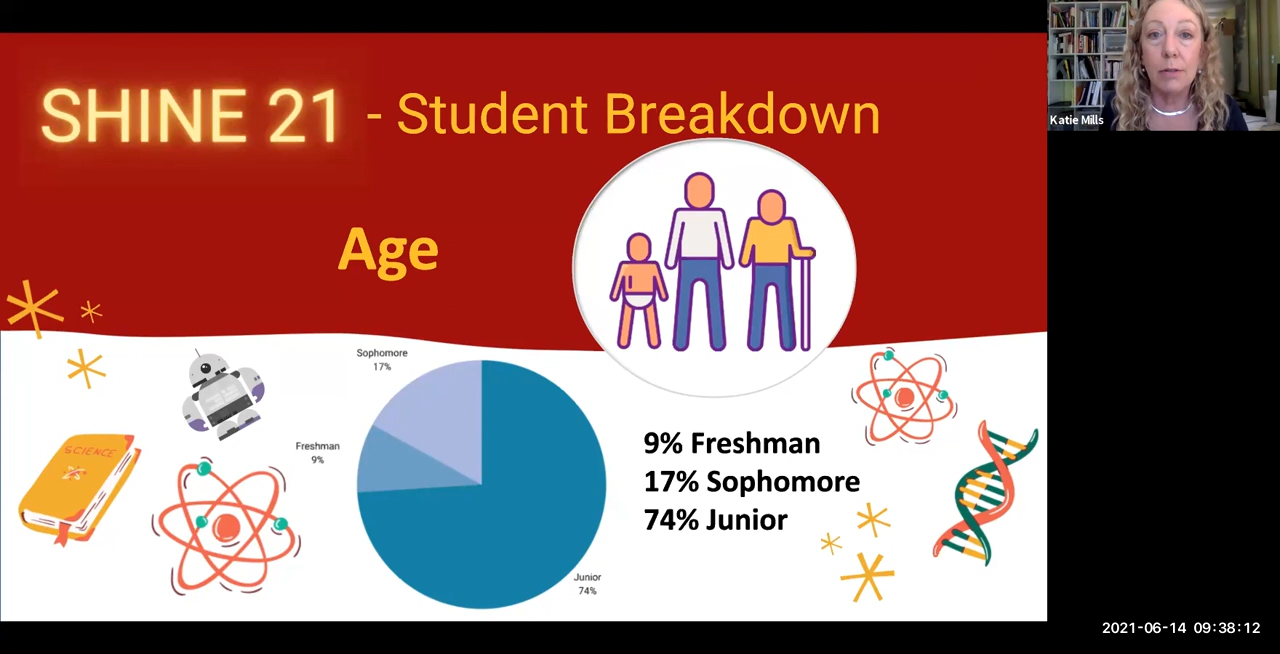 SHINE 21 - Student Breakdown
Katie Mills
Age
Sophomore
17%
Freshman
9%
SCIENCE
9% Freshman
17% Sophomore
74% Junior
Junior
74%
2021-06-14 09:38:12